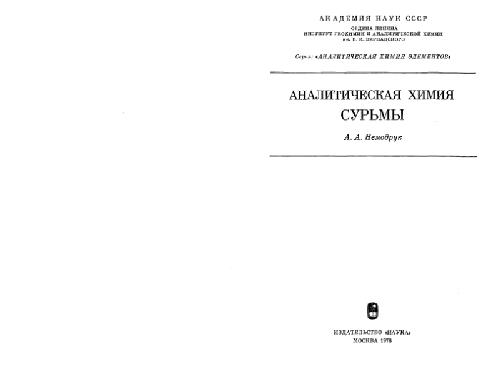 АКАДЕМИЯ НАУК СССР
ОРДЕНА ЛЕНИНА
ИНСТИТУТ ГЕОХИМИИ И АНАЛИТИЧЕСКОЙ ХИМИИ
им. В. И. ВЕРНАДСКОГО
Серия: «АНАЛИТИЧЕСКАЯ ХИМИЯ ЭЛЕМЕНТОВ»
АНАЛИТИЧЕСКАЯ ХИМИЯ
СУРЬМЫ
А. А. Немодрук
ИЗДАТЕЛЬСТВО «НАУКА»
МОСКВА 1978